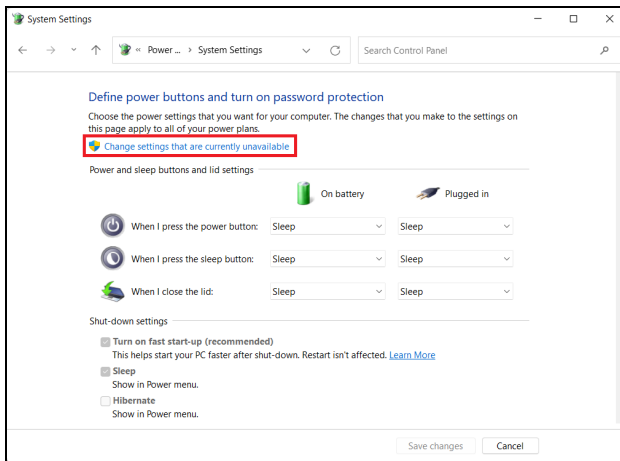 System Settings
« Power ... › System Settings
Search Control Panel
Define power buttons and turn on password protection
Choose the power settings that you want for your computer. The changes that you make to the settings on
this page apply to all of your power plans.
Change settings that are currently unavailable
Power and sleep buttons and lid settings
On battery Plugged in
When I press the power button: Sleep Sleep
When I press the sleep button: Sleep Sleep
When I close the lid: Sleep Sleep
Shut-down settings
Turn on fast start-up (recommended)
This helps start your PC faster after shut-down. Restart isn't affected. Learn More
Sleep
Show in Power menu.
Hibernate
Show in Power menu.
Save changes Cancel